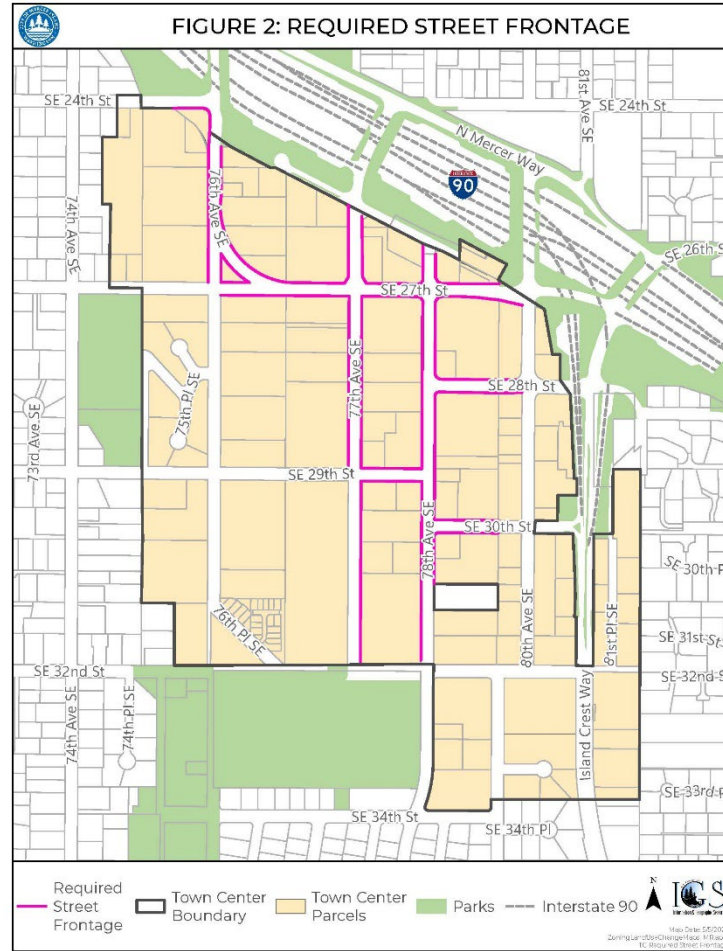 FIGURE 2: REQUIRED STREET FRONTAGE
SE 24th St
81st Ave SE
SE 24th St
N Mercer Way
90
74th Ave SE
76th Ave SE
SE 26th S
SE 27th St
77th Ave SE
SE 28th St
75th Pl SE
73rd Ave SE
SE 29th St
SE 30th St
78th Ave SE
SE 30th P
80th Ave SE
81st Pl SE
SE 31st St
76th Pl SE
SE 32nd St
SE 32nd S
74th Ave SE
74th Pl SE
Island Crest Way
SE 33rd P
SE 34th St
SE 34th Pl
Required Street Frontage
Town Center Boundary
Town Center Parcels
Parks
Interstate 90
N
IGS